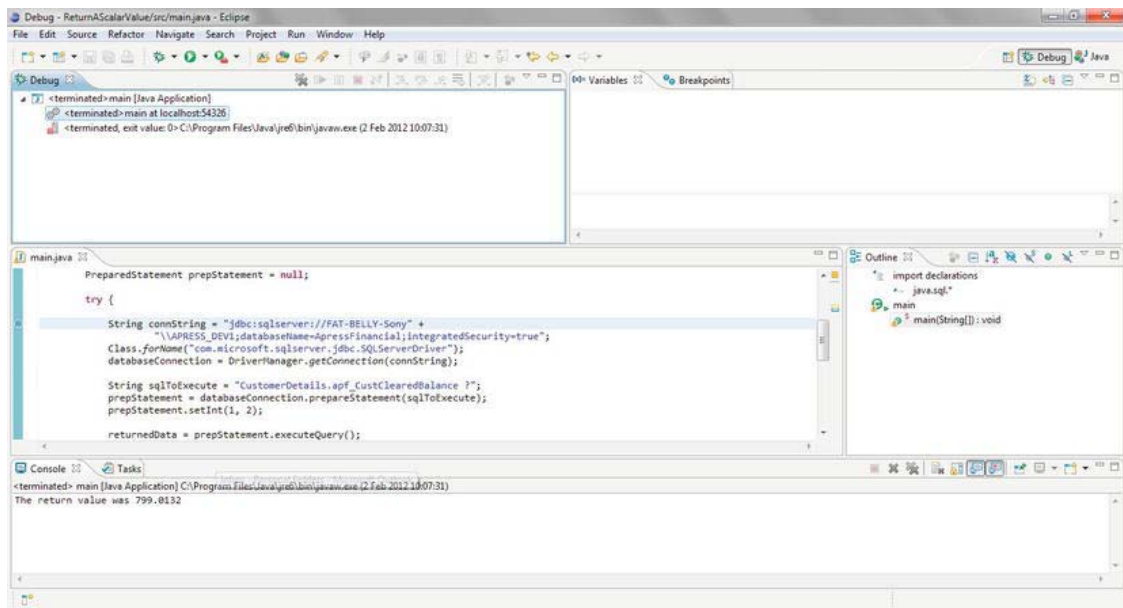 Debug - ReturnAScalarValue/src/main.java - Eclipse
File Edit Source Refactor Navigate Search Project Run Window Help
Debug Java
Debug
<terminated>main [Java Application]
<terminated>main at localhost:54326
<terminated, exit value: 0>C:\Program Files\Java\jre6\bin\javaw.exe (2 Feb 2012 10:07:31)
Variables Breakpoints
main.java
PreparedStatement prepStatement = null;
try {
String connString = "jdbc:sqlserver://FAT-BELLY-Sony" +
"\\APRESS_DEV1;databaseName=ApressFinancial;integratedSecurity=true";
Class.forName("com.microsoft.sqlserver.jdbc.SQLServerDriver");
databaseConnection = DriverManager.getConnection(connString);
String sqlToExecute = "CustomerDetails.apf_CustClearedBalance ?";
prepStatement = databaseConnection.prepareStatement(sqlToExecute);
prepStatement.setInt(1, 2);
returnedData = prepStatement.executeQuery();
Outline
import declarations
java.sql.*
main
S main(String[]) : void
Console Tasks
<terminated> main [Java Application] C:\Program Files\Java\jre6\bin\javaw.exe (2 Feb 2012 10:07:31)
The return value was 799.0132